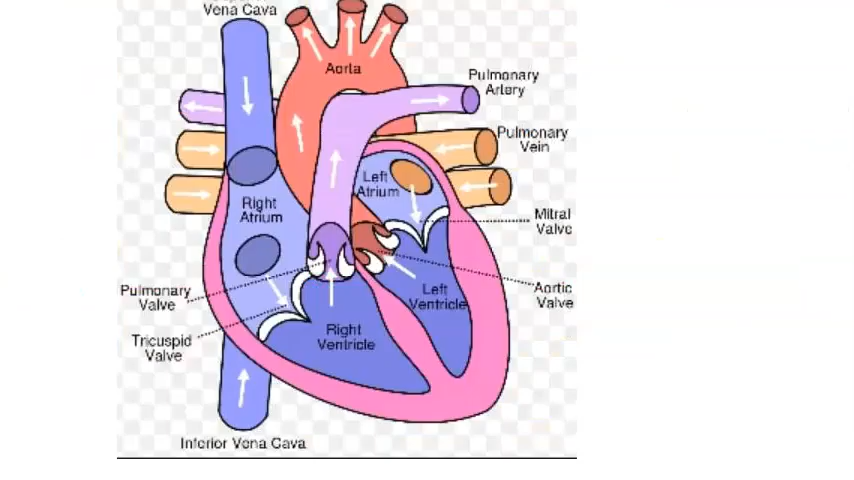 Vena Cava
Aorta
Pulmonary
Artery
Pulmonary
Vein
Left
Atrium
Right
Atrium
Mitral
Valve
Pulmonary
Valve
Left
Ventricle
Aortic
Valve
Tricuspid
Valve
Right
Ventricle
Inferior Vena Cava